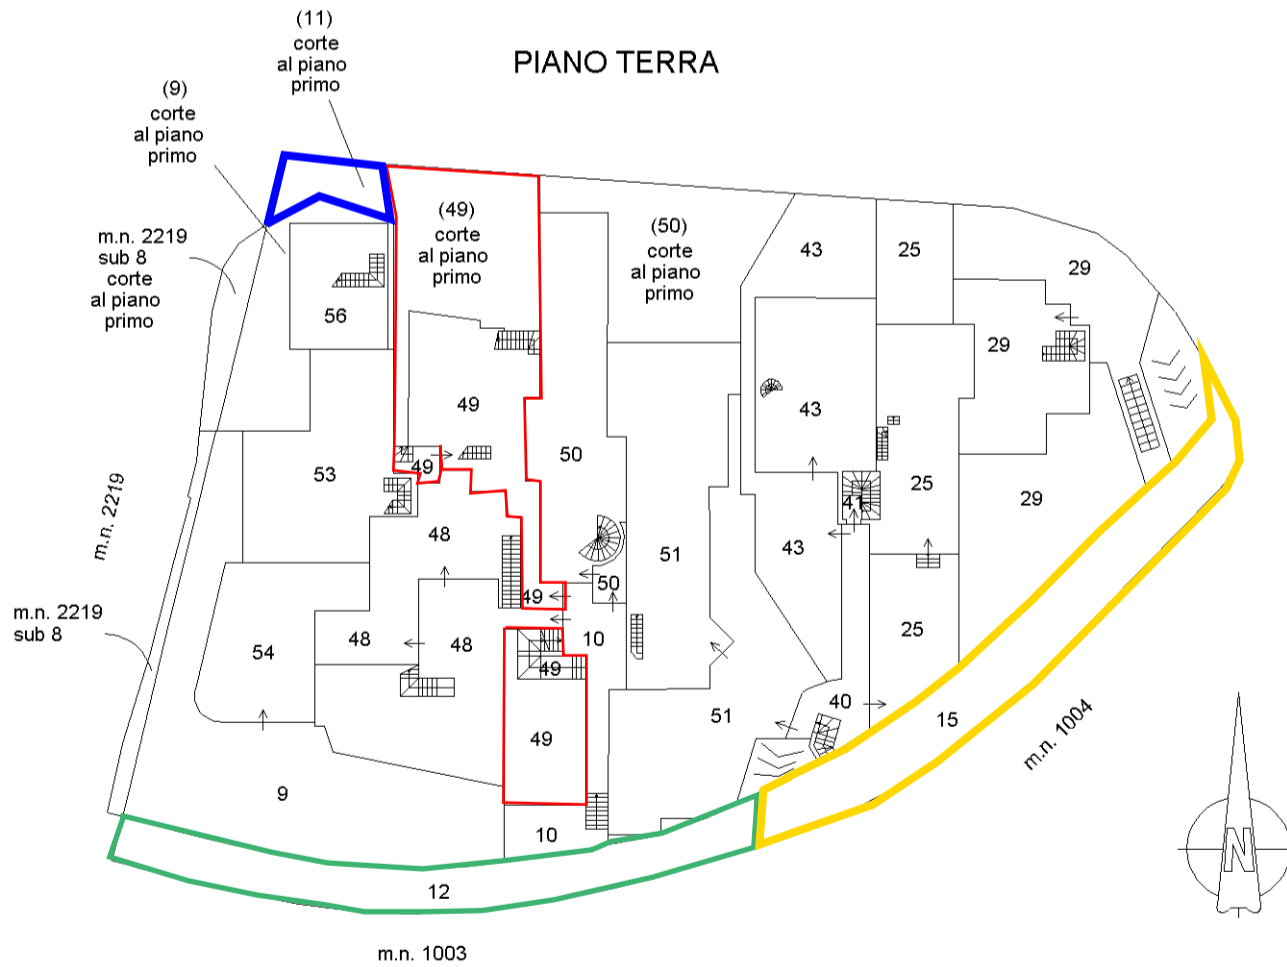 PIANO TERRA
(11)
corte
al piano
primo
(9)
corte
al piano
primo
m.n. 2219
sub 8
corte
al piano
primo
(49)
corte
al piano
primo
(50)
corte
al piano
primo
43
25
29
56
29
49
43
50
49
53
25
41
29
m.n. 2219
48
43
51
50
49
m.n. 2219
sub 8
10
25
54
48
48
49
40
51
15
49
m.n. 1004
9
10
12
N
m.n. 1003